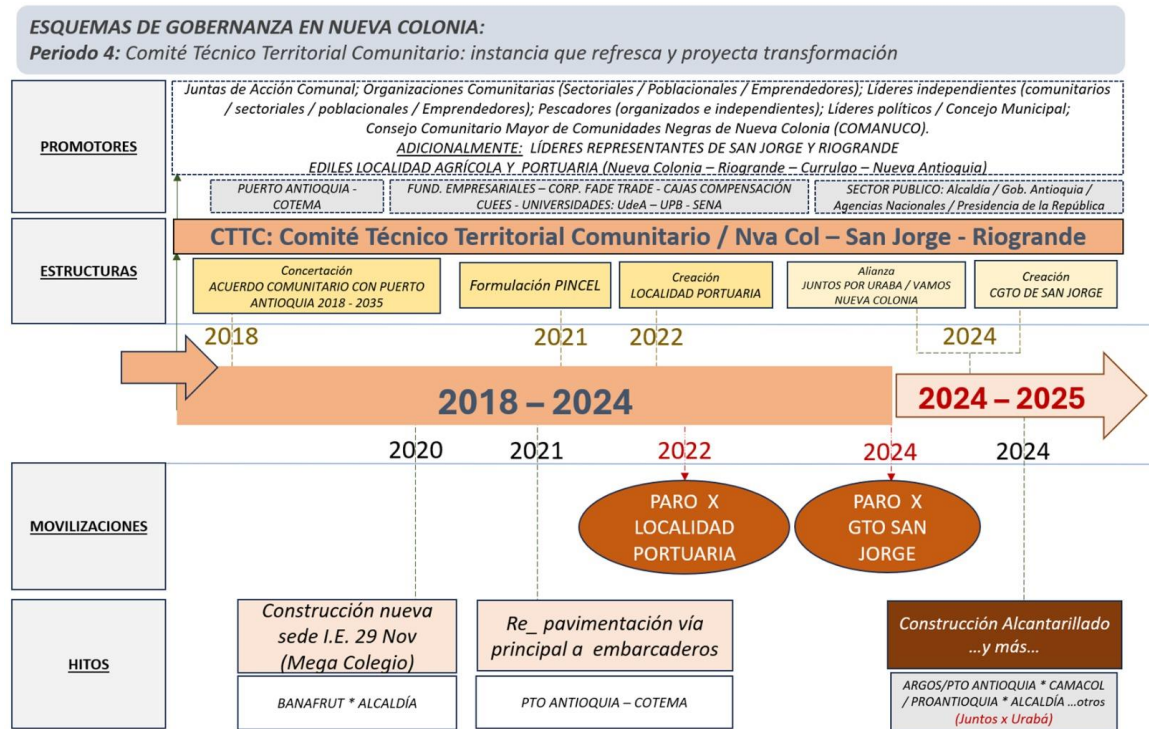 ESQUEMAS DE GOBERNANZA EN NUEVA COLONIA:
Periodo 4: Comité Técnico Territorial Comunitario: instancia que refresca y proyecta transformación
PROMOTORES
Juntas de Acción Comunal; Organizaciones Comunitarias (Sectoriales / Poblacionales / Emprendedores); Líderes independientes (comunitarios
/ sectoriales / poblacionales / Emprendedores); Pescadores (organizados e independientes); Líderes políticos / Concejo Municipal;
Consejo Comunitario Mayor de Comunidades Negras de Nueva Colonia (COMANUCO).
ADICIONALMENTE: LÍDERES REPRESENTANTES DE SAN JORGE Y RIOGRANDE
EDILES LOCALIDAD AGRÍCOLA Y PORTUARIA (Nueva Colonia – Riogrande – Currulao – Nueva Antioquia)
PUERTO ANTIOQUIA -
COTEMA
FUND. EMPRESARIALES – CORP. FADE TRADE - CAJAS COMPENSACIÓN
CUEES - UNIVERSIDADES: UdeA – UPB - SENA
SECTOR PUBLICO: Alcaldía / Gob. Antioquia /
Agencias Nacionales / Presidencia de la República
ESTRUCTURAS
CTTC: Comité Técnico Territorial Comunitario / Nva Col – San Jorge - Riogrande
Concertación
ACUERDO COMUNITARIO CON PUERTO
ANTIOQUIA 2018 - 2035
Formulación PINCEL
Creación
LOCALIDAD PORTUARIA
Alianza
JUNTOS POR URABA / VAMOS
NUEVA COLONIA
Creación
CGTO DE SAN JORGE
2018
2021
2022
2024
2018 – 2024
2024 – 2025
2020
2021
2022
2024
2024
MOVILIZACIONES
PARO X
LOCALIDAD
PORTUARIA
PARO X
GTO SAN
JORGE
HITOS
Construcción nueva
sede I.E. 29 Nov
(Mega Colegio)
BANAFRUT * ALCALDÍA
Re_ pavimentación vía
principal a embarcaderos
PTO ANTIOQUIA – COTEMA
Construcción Alcantarillado
...y más...
ARGOS/PTO ANTIOQUIA * CAMACOL
/ PROANTIOQUIA * ALCALDÍA ...otros
(Juntos x Urabá)